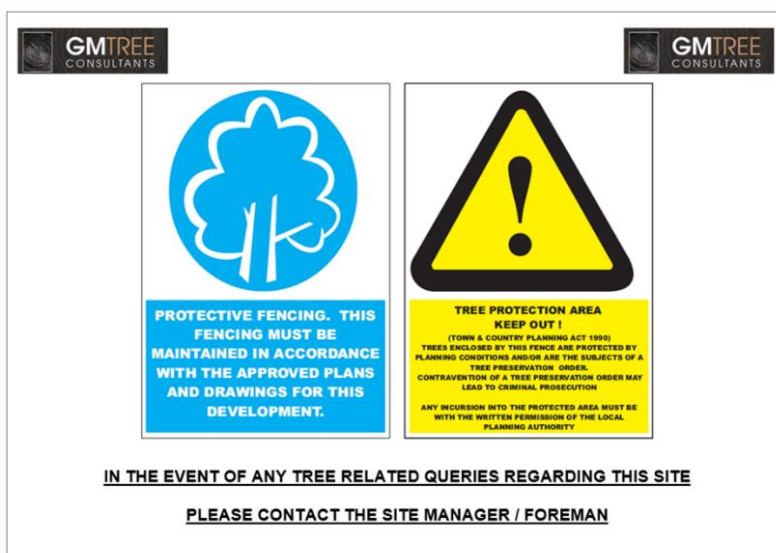 GMTREE
CONSULTANTS
GMTREE
CONSULTANTS
PROTECTIVE FENCING. THIS
FENCING MUST BE
MAINTAINED IN ACCORDANCE
WITH THE APPROVED PLANS
AND DRAWINGS FOR THIS
DEVELOPMENT.
TREE PROTECTION AREA
KEEP OUT !
(TOWN & COUNTRY PLANNING ACT 1990)
TREES ENCLOSED BY THIS FENCE ARE PROTECTED BY
PLANNING CONDITIONS AND/OR ARE THE SUBJECTS OF A
TREE PRESERVATION ORDER.
CONTRAVENTION OF A TREE PRESERVATION ORDER MAY
LEAD TO CRIMINAL PROSECUTION
ANY INCURSION INTO THE PROTECTED AREA MUST BE
WITH THE WRITTEN PERMISSION OF THE LOCAL
PLANNING AUTHORITY
IN THE EVENT OF ANY TREE RELATED QUERIES REGARDING THIS SITE
PLEASE CONTACT THE SITE MANAGER / FOREMAN